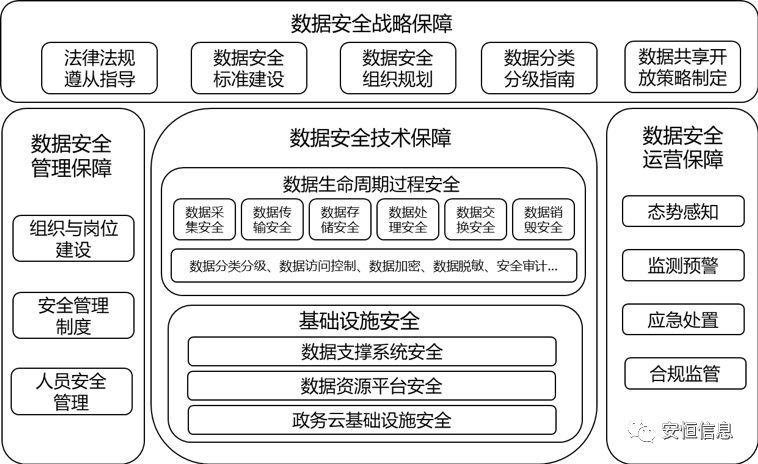 数据安全战略保障
法律法规
遵从指导
数据安全
标准建设
数据安全
组织规划
数据分类
分级指南
数据共享开
放策略制定
数据安全
管理保障
组织与岗位
建设
安全管理
制度
人员安全
管理
数据安全技术保障
数据生命周期过程安全
数据采
集安全
数据传
输安全
数据存
储安全
数据处
理安全
数据交
换安全
数据销
毁安全
数据分类分级、数据访问控制、数据加密、数据脱敏、安全审计...
基础设施安全
数据支撑系统安全
数据资源平台安全
政务云基础设施安全
数据安全
运营保障
态势感知
监测预警
应急处置
合规监管
安恒信息